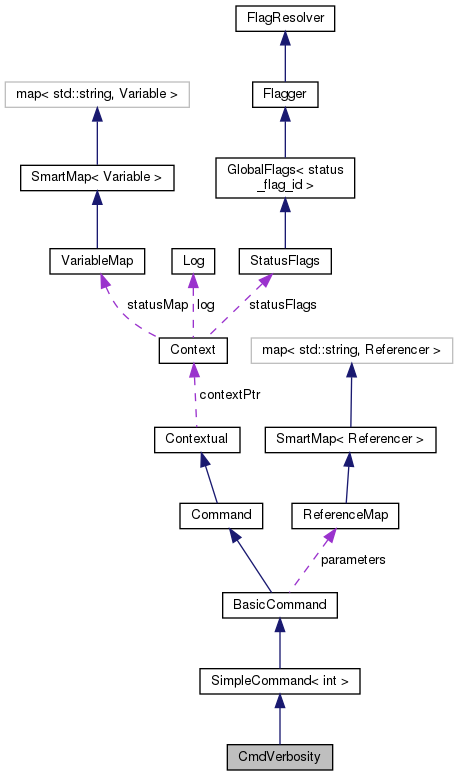 FlagResolver
map< std::string, Variable >
Flagger
SmartMap< Variable >
GlobalFlags< status
_flag_id >
VariableMap
Log
StatusFlags
statusMap
log
statusFlags
Context
map< std::string, Referencer >
contextPtr
Contextual
SmartMap< Referencer >
Command
ReferenceMap
parameters
BasicCommand
SimpleCommand< int >
CmdVerbosity